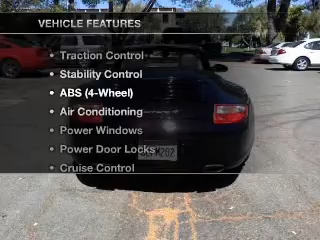 VEHICLE FEATURES
• Traction Control
• Stability Control
• ABS (4-Wheel)
• Air Conditioning
• Power Windows
• Power Door Locks
• Cruise Control